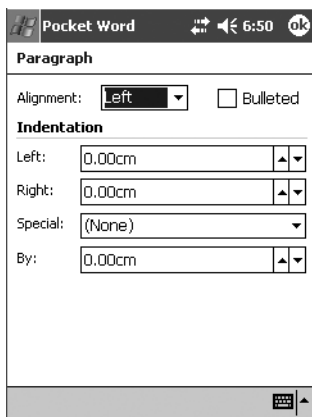 Pocket Word 6:50 ok
Paragraph
Alignment: Left Bulleted
Indentation
Left: 0.00cm
Right: 0.00cm
Special: (None)
By: 0.00cm